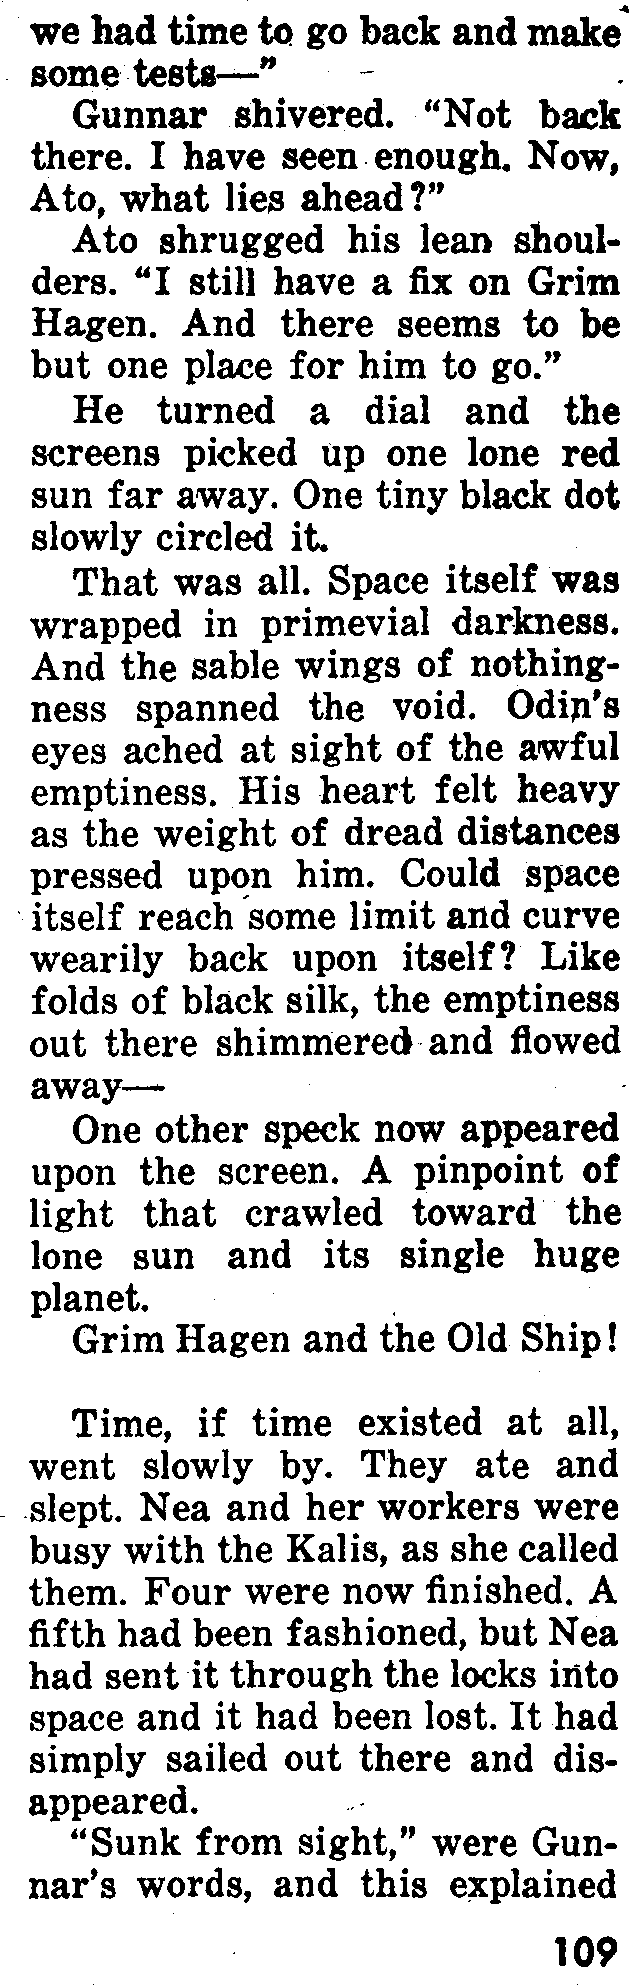 we had time to go back and make
some tests—”
Gunnar shivered. “Not back
there. I have seen enough. Now,
Ato, what lies ahead?”
Ato shrugged his lean shoul-
ders. “I still have a fix on Grim
Hagen. And there seems to be
but one place for him to go.”
He turned a dial and the
screens picked up one lone red
sun far away. One tiny black dot
slowly circled it.
That was all. Space itself was
wrapped in primevial darkness.
And the sable wings of nothing-
ness spanned the void. Odin’s
eyes ached at sight of the awful
emptiness. His heart felt heavy
as the weight of dread distances
pressed upon him. Could space
itself reach some limit and curve
wearily back upon itself? Like
folds of black silk, the emptiness
out there shimmered and flowed
away—
One other speck now appeared
upon the screen. A pinpoint of
light that crawled toward the
lone sun and its single huge
planet.
Grim Hagen and the Old Ship!
Time, if time existed at all,
went slowly by. They ate and
slept. Nea and her workers were
busy with the Kalis, as she called
them. Four were now finished. A
fifth had been fashioned, but Nea
had sent it through the locks into
space and it had been lost. It had
simply sailed out there and dis-
appeared.
“Sunk from sight,” were Gun-
nar’s words, and this explained
109